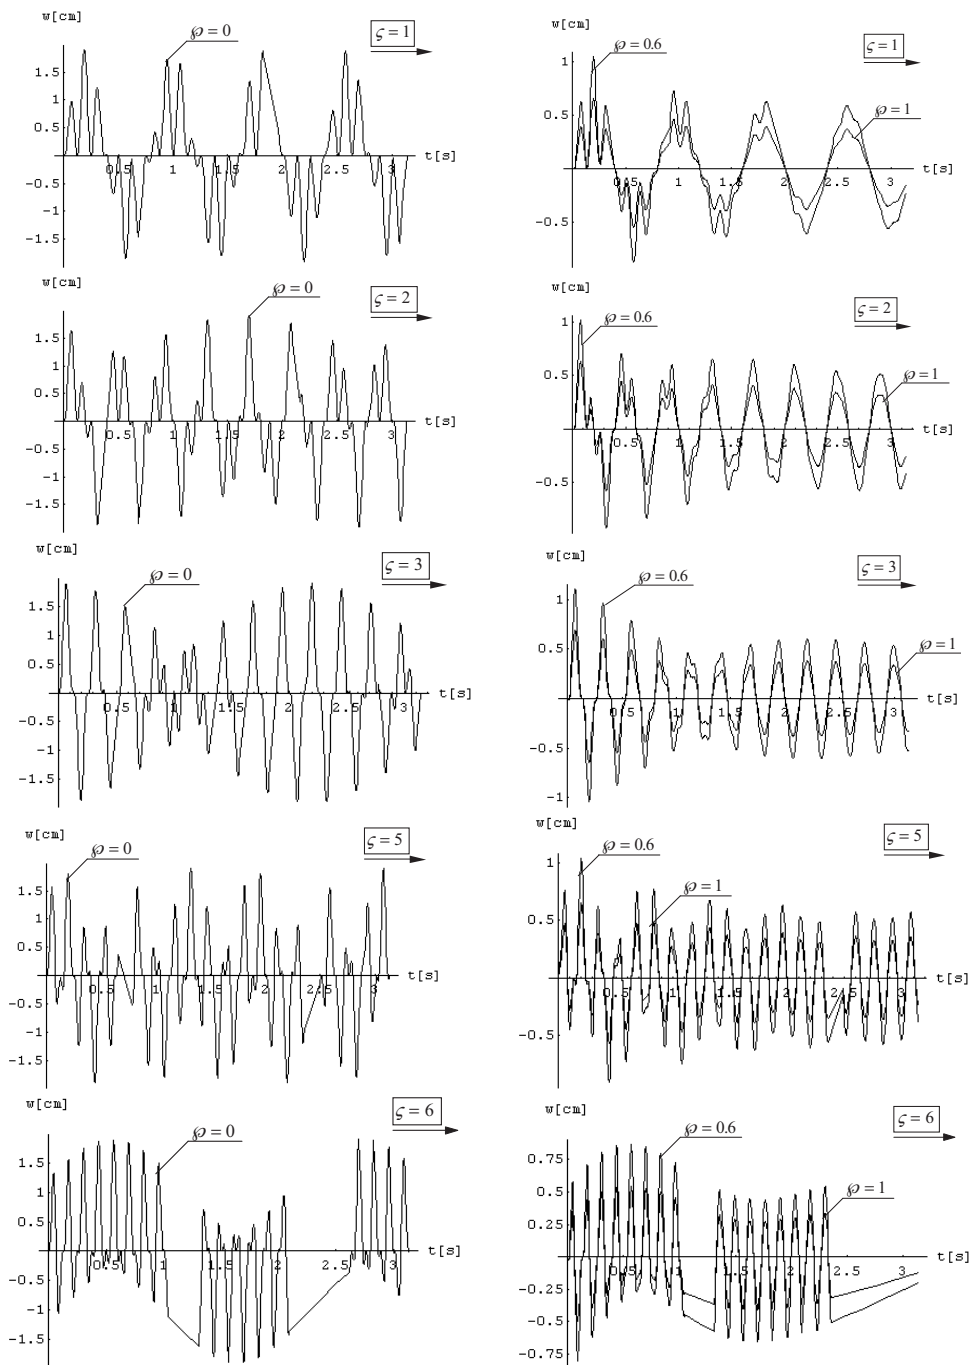 w[cm]
℘ = 0
ς = 1
1.5
1
0.5
-0.5
-1
-1.5
0.5 1 1.5 2 2.5 3
t[s]
w[cm]
℘ = 0.6
ς = 1
℘ = 1
1
0.5
-0.5
0.5 1 1.5 2 2.5 3
t[s]
w[cm]
℘ = 0
ς = 2
1.5
1
0.5
-0.5
-1
-1.5
0.5 1 1.5 2 2.5 3
t[s]
w[cm]
℘ = 0.6
ς = 2
℘ = 1
1
0.5
-0.5
0.5 1 1.5 2 2.5 3
t[s]
w[cm]
℘ = 0
ς = 3
1.5
1
0.5
-0.5
-1
-1.5
0.5 1 1.5 2 2.5 3
t[s]
w[cm]
℘ = 0.6
ς = 3
℘ = 1
1
0.5
-0.5
-1
0.5 1 1.5 2 2.5 3
t[s]
w[cm]
℘ = 0
ς = 5
1.5
1
0.5
-0.5
-1
-1.5
0.5 1 1.5 2 2.5 3
t[s]
w[cm]
℘ = 0.6
ς = 5
℘ = 1
1
0.5
-0.5
0.5 1 1.5 2 2.5 3
t[s]
w[cm]
℘ = 0
ς = 6
1.5
1
0.5
-0.5
-1
-1.5
0.5 1 1.5 2 2.5 3
t[s]
w[cm]
℘ = 0.6
ς = 6
℘ = 1
0.75
0.5
0.25
-0.25
-0.5
-0.75
0.5 1 1.5 2 2.5 3
t[s]